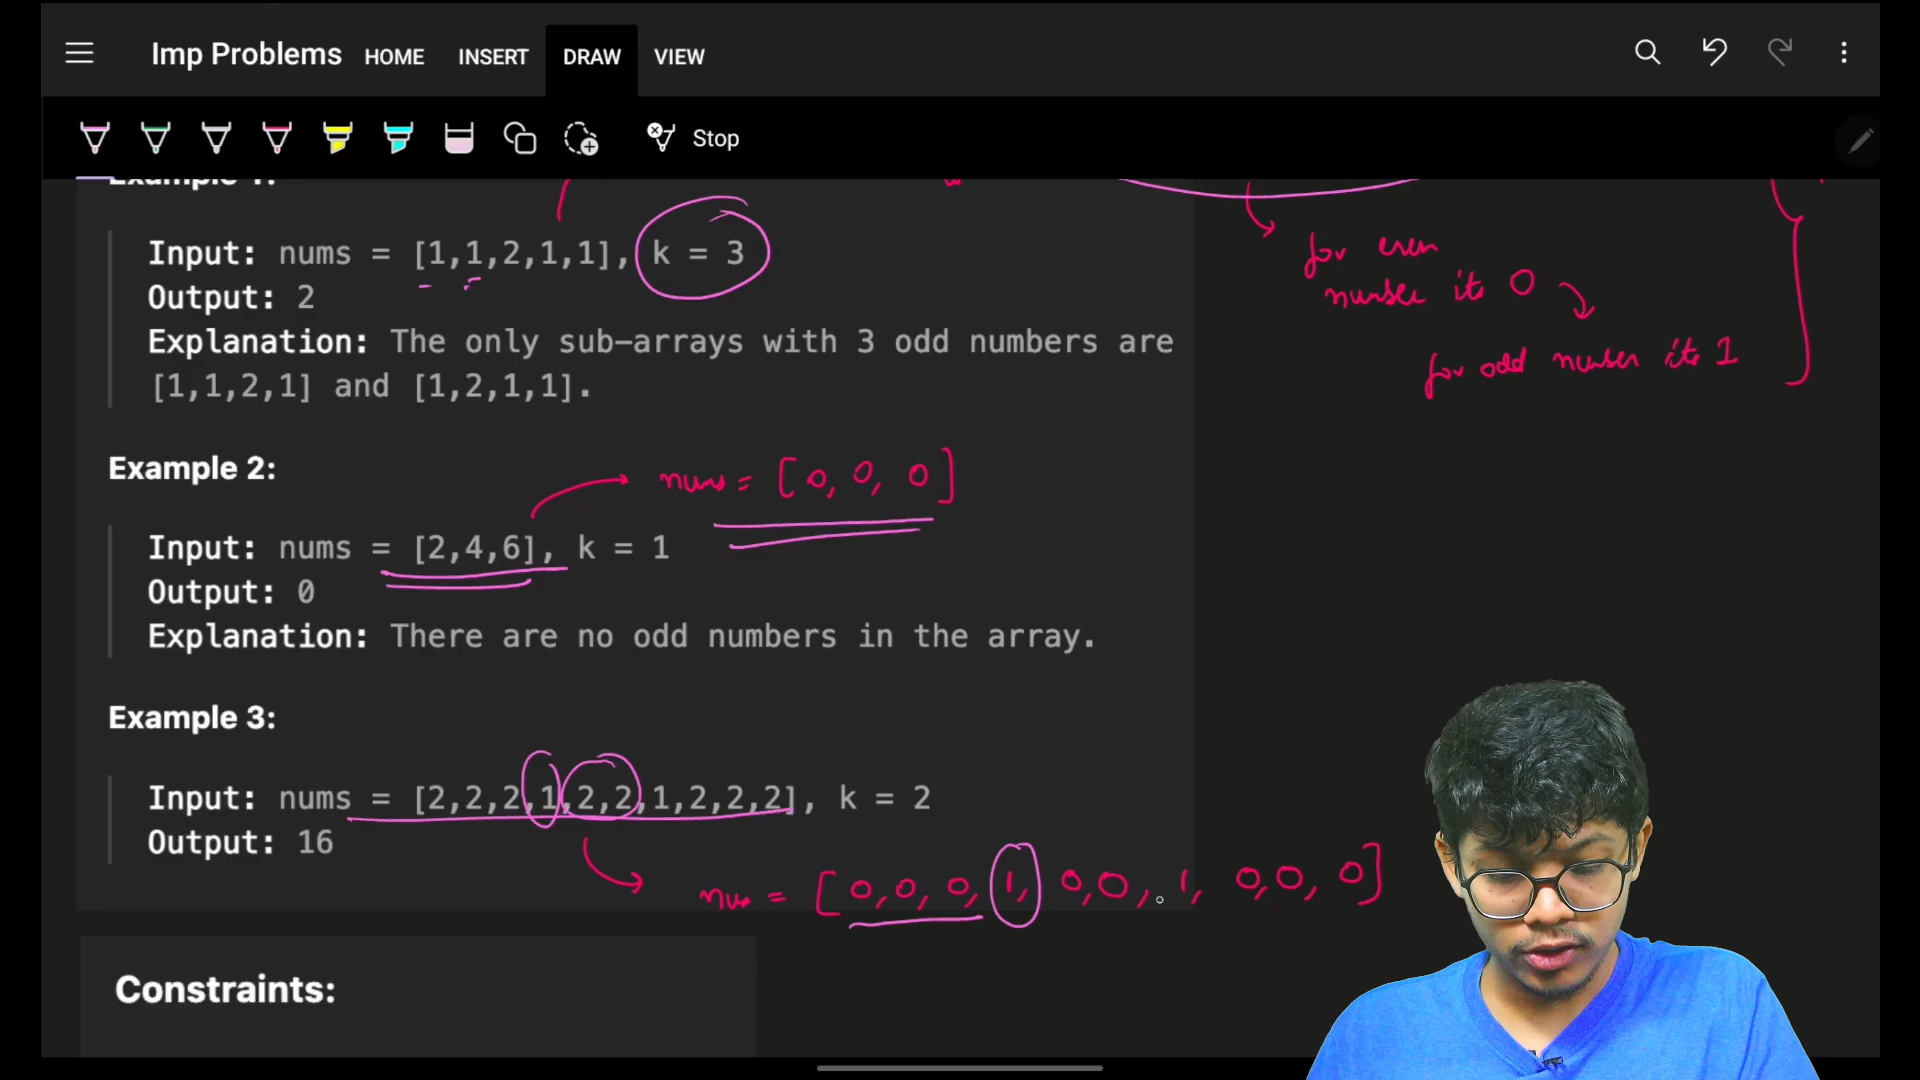 Imp Problems HOME INSERT DRAW VIEW
Stop
Example 1:
Input: nums = [1,1,2,1,1], k = 3
Output: 2
Explanation: The only sub-arrays with 3 odd numbers are
[1,1,2,1] and [1,2,1,1].
for even
number its 0
for odd number its 1
Example 2:
nums = [0, 0, 0]
Input: nums = [2,4,6], k = 1
Output: 0
Explanation: There are no odd numbers in the array.
Example 3:
Input: nums = [2,2,2,1,2,2,1,2,2,2], k = 2
Output: 16
nums = [0,0,0,1,0,0,1,0,0,0]
Constraints: